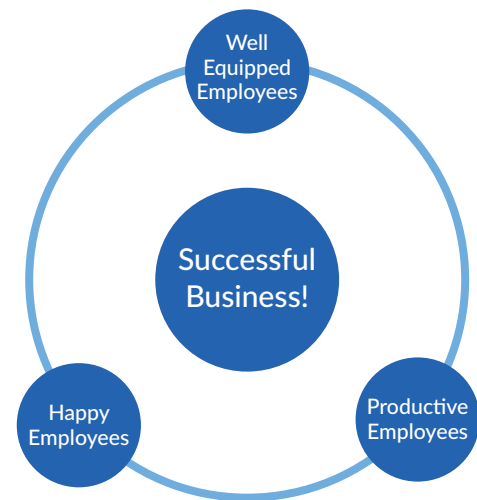 Well
Equipped
Employees
Successful
Business!
Happy
Employees
Productive
Employees